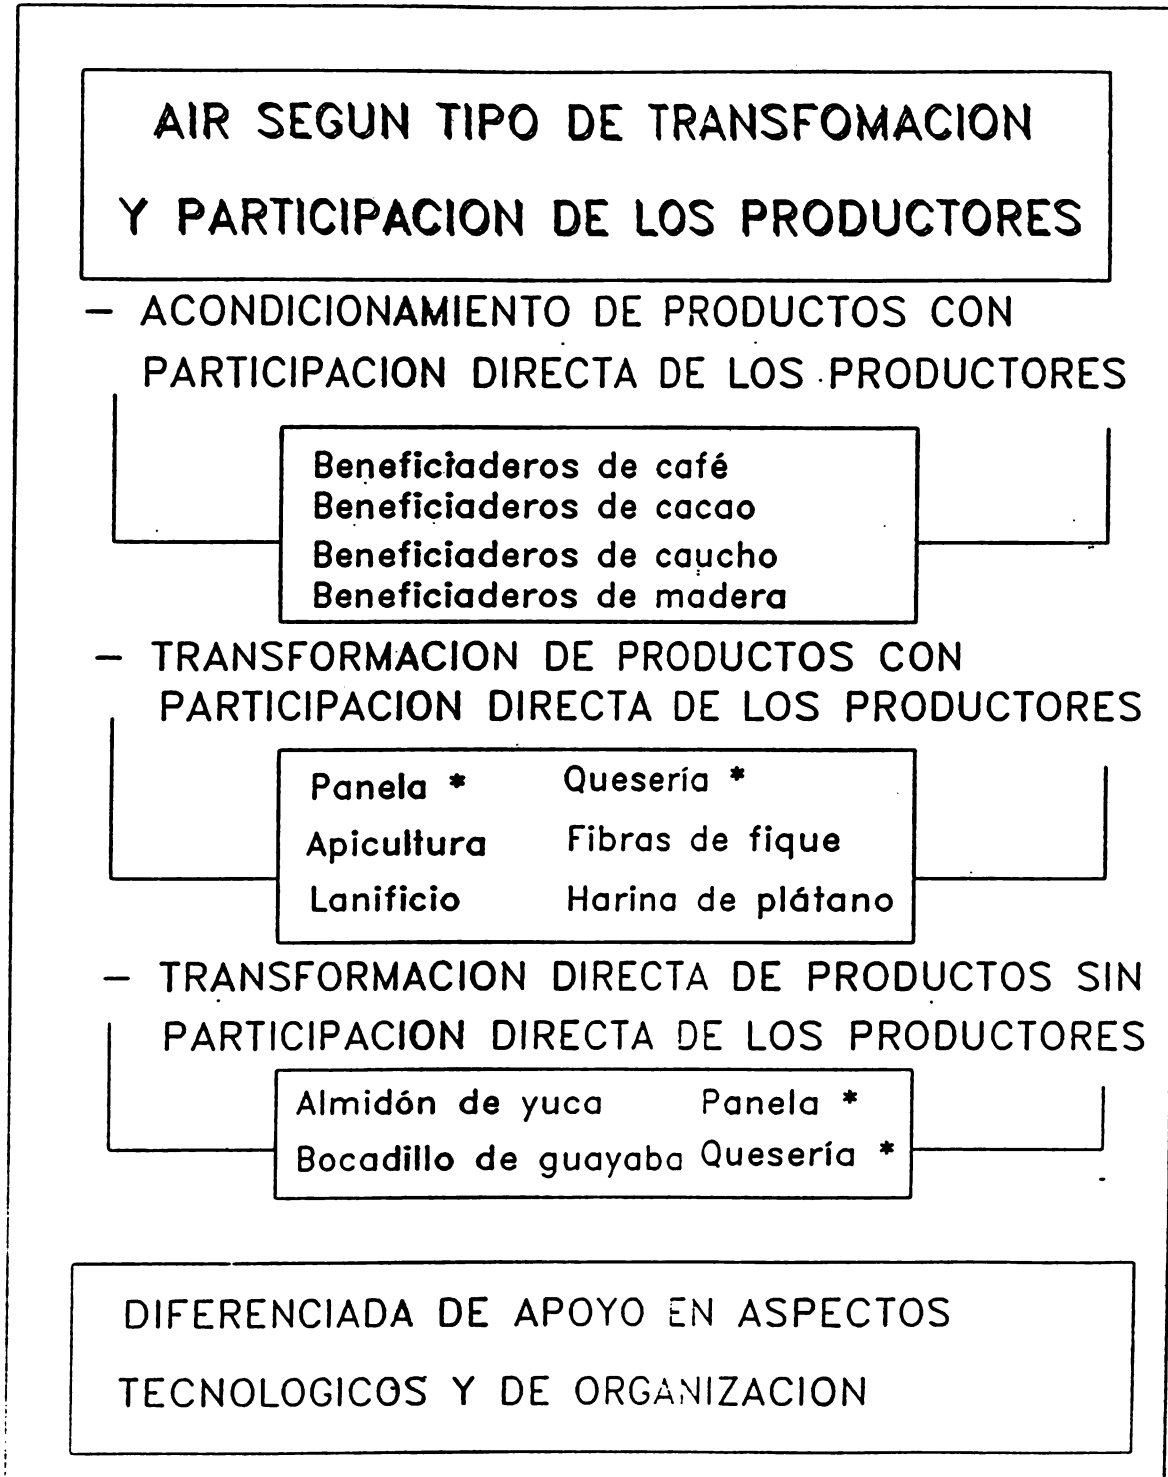 AIR SEGUN TIPO DE TRANSFOMACION
Y PARTICIPACION DE LOS PRODUCTORES
– ACONDICIONAMIENTO DE PRODUCTOS CON
PARTICIPACION DIRECTA DE LOS PRODUCTORES
Beneficiaderos de café
Beneficiaderos de cacao
Beneficiaderos de caucho
Beneficiaderos de madera
– TRANSFORMACION DE PRODUCTOS CON
PARTICIPACION DIRECTA DE LOS PRODUCTORES
Panela * Quesería *
Apicultura Fibras de fique
Lanificio Harina de plátano
– TRANSFORMACION DIRECTA DE PRODUCTOS SIN
PARTICIPACION DIRECTA DE LOS PRODUCTORES
Almidón de yuca Panela *
Bocadillo de guayaba Quesería *
DIFERENCIADA DE APOYO EN ASPECTOS
TECNOLOGICOS Y DE ORGANIZACION